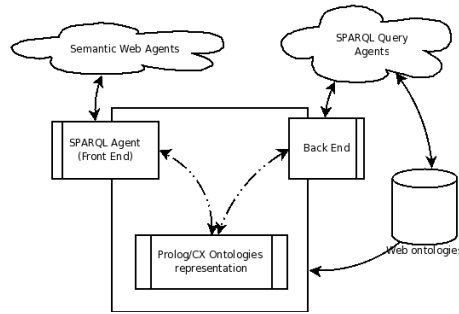 Semantic Web Agents
SPARQL Query
Agents
SPARQL Agent
(Front End)
Back End
Prolog/CX Ontologies
representation
Web ontologies